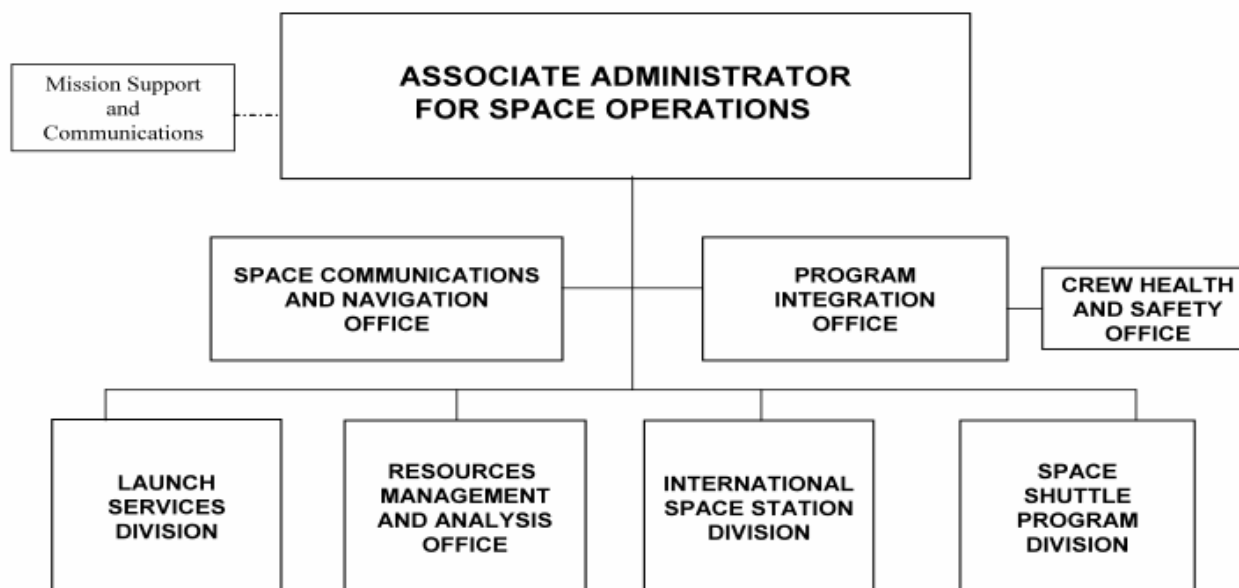 ASSOCIATE ADMINISTRATOR
FOR SPACE OPERATIONS
Mission Support
and
Communications
SPACE COMMUNICATIONS
AND NAVIGATION
OFFICE
PROGRAM
INTEGRATION
OFFICE
CREW HEALTH
AND SAFETY
OFFICE
LAUNCH
SERVICES
DIVISION
RESOURCES
MANAGEMENT
AND ANALYSIS
OFFICE
INTERNATIONAL
SPACE STATION
DIVISION
SPACE
SHUTTLE
PROGRAM
DIVISION